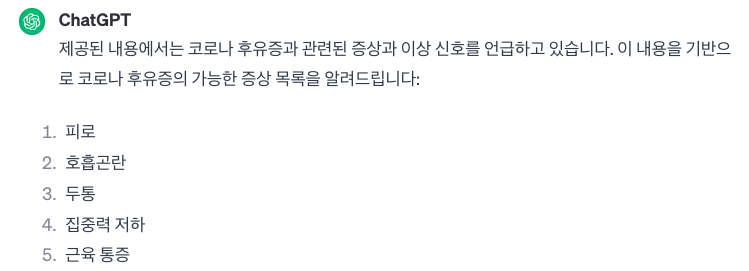 ChatGPT
제공된 내용에서는 코로나 후유증과 관련된 증상과 이상 신호를 언급하고 있습니다. 이 내용을 기반으
로 코로나 후유증의 가능한 증상 목록을 알려드립니다:
1. 피로
2. 호흡곤란
3. 두통
4. 집중력 저하
5. 근육 통증